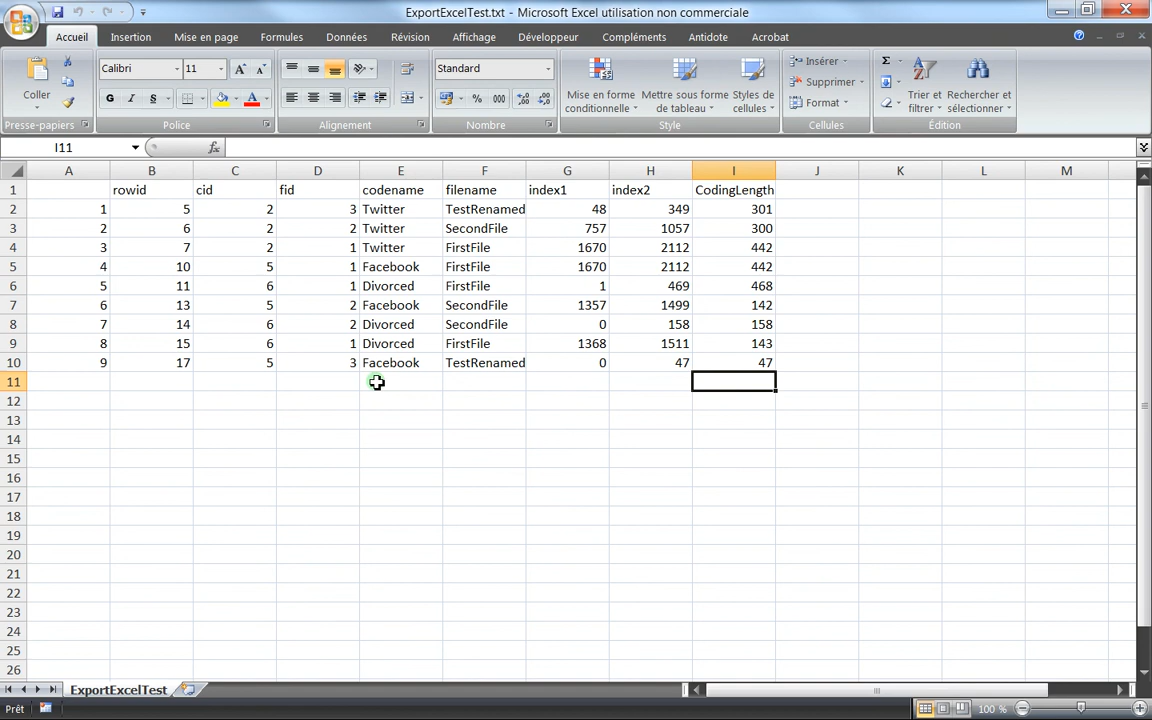 ExportExcelTest.txt - Microsoft Excel utilisation non commerciale
Accueil Insertion Mise en page Formules Données Révision Affichage Développeur Compléments Antidote Acrobat
Coller
Presse-papiers
Calibri 11
G I S
Police
Alignement
Standard
% 000
Nombre
Mise en forme conditionnelle
Mettre sous forme de tableau
Styles de cellules
Style
Insérer
Supprimer
Format
Cellules
Trier et filtrer
Rechercher et sélectionner
Édition
I11 fx
A B C D E F G H I J K L M
1 rowid cid fid codename filename index1 index2 CodingLength
2 1 5 2 3 Twitter TestRenamed 48 349 301
3 2 6 2 2 Twitter SecondFile 757 1057 300
4 3 7 2 1 Twitter FirstFile 1670 2112 442
5 4 10 5 1 Facebook FirstFile 1670 2112 442
6 5 11 6 1 Divorced FirstFile 1 469 468
7 6 13 5 2 Facebook SecondFile 1357 1499 142
8 7 14 6 2 Divorced SecondFile 0 158 158
9 8 15 6 1 Divorced FirstFile 1368 1511 143
10 9 17 5 3 Facebook TestRenamed 0 47 47
11
12
13
14
15
16
17
18
19
20
21
22
23
24
25
26
ExportExcelTest
Prêt 100 %